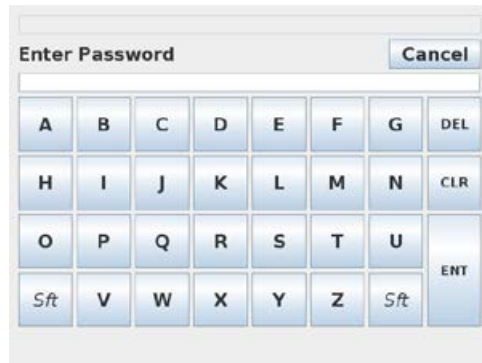 Enter Password Cancel
A B C D E F G DEL
H I J K L M N CLR
O P Q R S T U
ENT
Sft V W X Y Z Sft